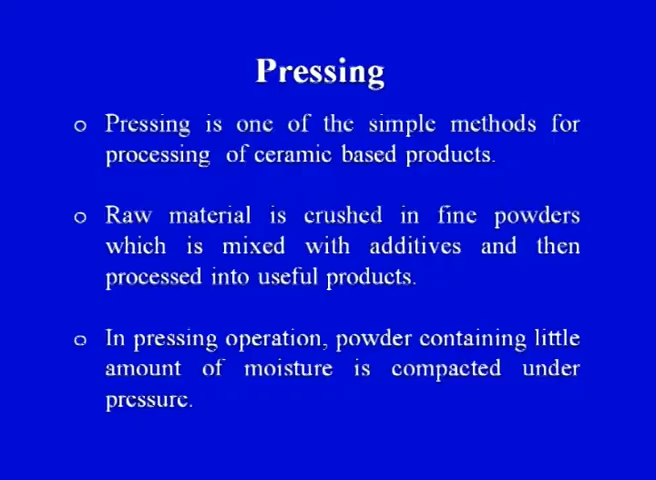 Pressing
o Pressing is one of the simple methods for
processing of ceramic based products.
o Raw material is crushed in fine powders
which is mixed with additives and then
processed into useful products.
o In pressing operation, powder containing little
amount of moisture is compacted under
pressure.